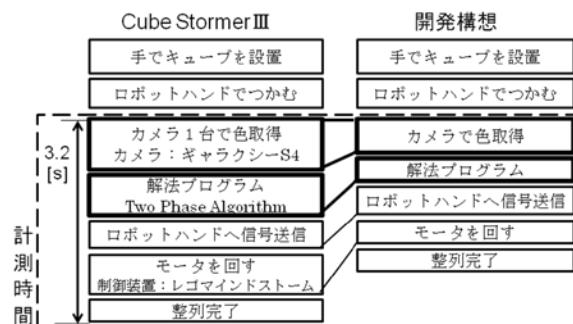 Cube Stormer Ⅲ
開発構想
手でキューブを設置
手でキューブを設置
ロボットハンドでつかむ
ロボットハンドでつかむ
3.2
[s]
計測時間
カメラ１台で色取得
カメラ：ギャラクシーS4
カメラで色取得
解法プログラム
Two Phase Algorithm
解法プログラム
ロボットハンドへ信号送信
ロボットハンドへ信号送信
モータを回す
制御装置：レゴマインドストーム
モータを回す
整列完了
整列完了